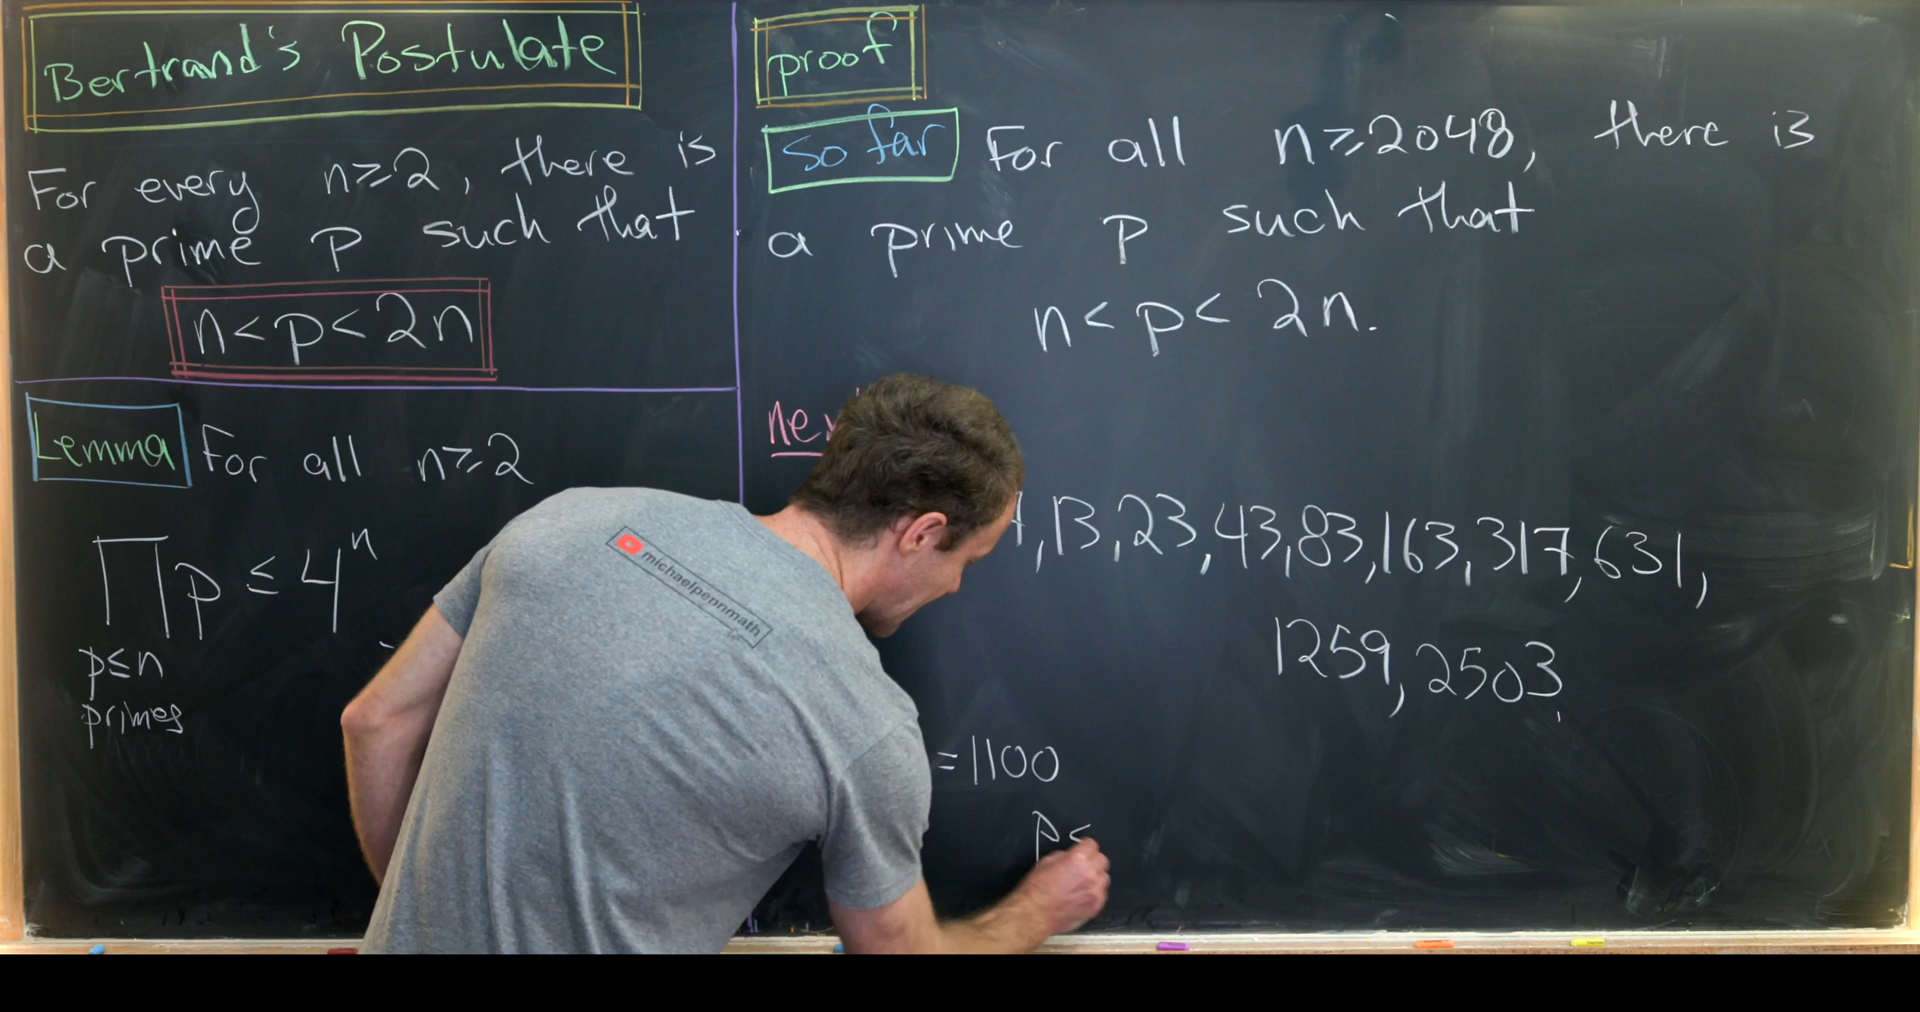 Bertrand's Postulate
For every n≥2, there is
a prime p such that
n<p<2n
Lemma For all n≥2
∏ p ≤ 4^n
p≤n
primes
proof
so far For all n≥2048, there is
a prime p such that
n<p<2n.
,13,23,43,83,163,317,631,
1259,2503
=1100
p<
michaelpennmath